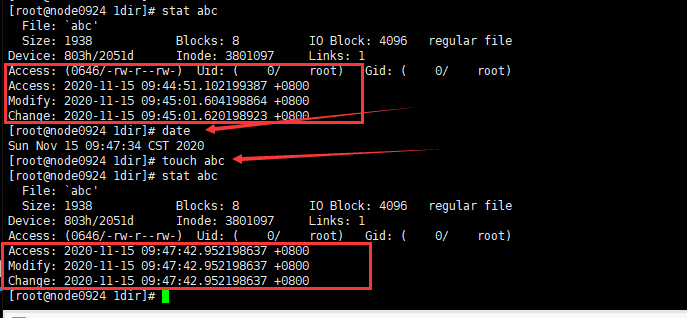 [root@node0924 1dir]# stat abc
  File: `abc'
  Size: 1938            Blocks: 8          IO Block: 4096   regular file
Device: 803h/2051d      Inode: 3801097     Links: 1
Access: (0646/-rw-r--rw-)  Uid: (    0/    root)   Gid: (    0/    root)
Access: 2020-11-15 09:44:51.102199387 +0800
Modify: 2020-11-15 09:45:01.604198864 +0800
Change: 2020-11-15 09:45:01.620198923 +0800
[root@node0924 1dir]# date
Sun Nov 15 09:47:34 CST 2020
[root@node0924 1dir]# touch abc
[root@node0924 1dir]# stat abc
  File: `abc'
  Size: 1938            Blocks: 8          IO Block: 4096   regular file
Device: 803h/2051d      Inode: 3801097     Links: 1
Access: (0646/-rw-r--rw-)  Uid: (    0/    root)   Gid: (    0/    root)
Access: 2020-11-15 09:47:42.952198637 +0800
Modify: 2020-11-15 09:47:42.952198637 +0800
Change: 2020-11-15 09:47:42.952198637 +0800
[root@node0924 1dir]#